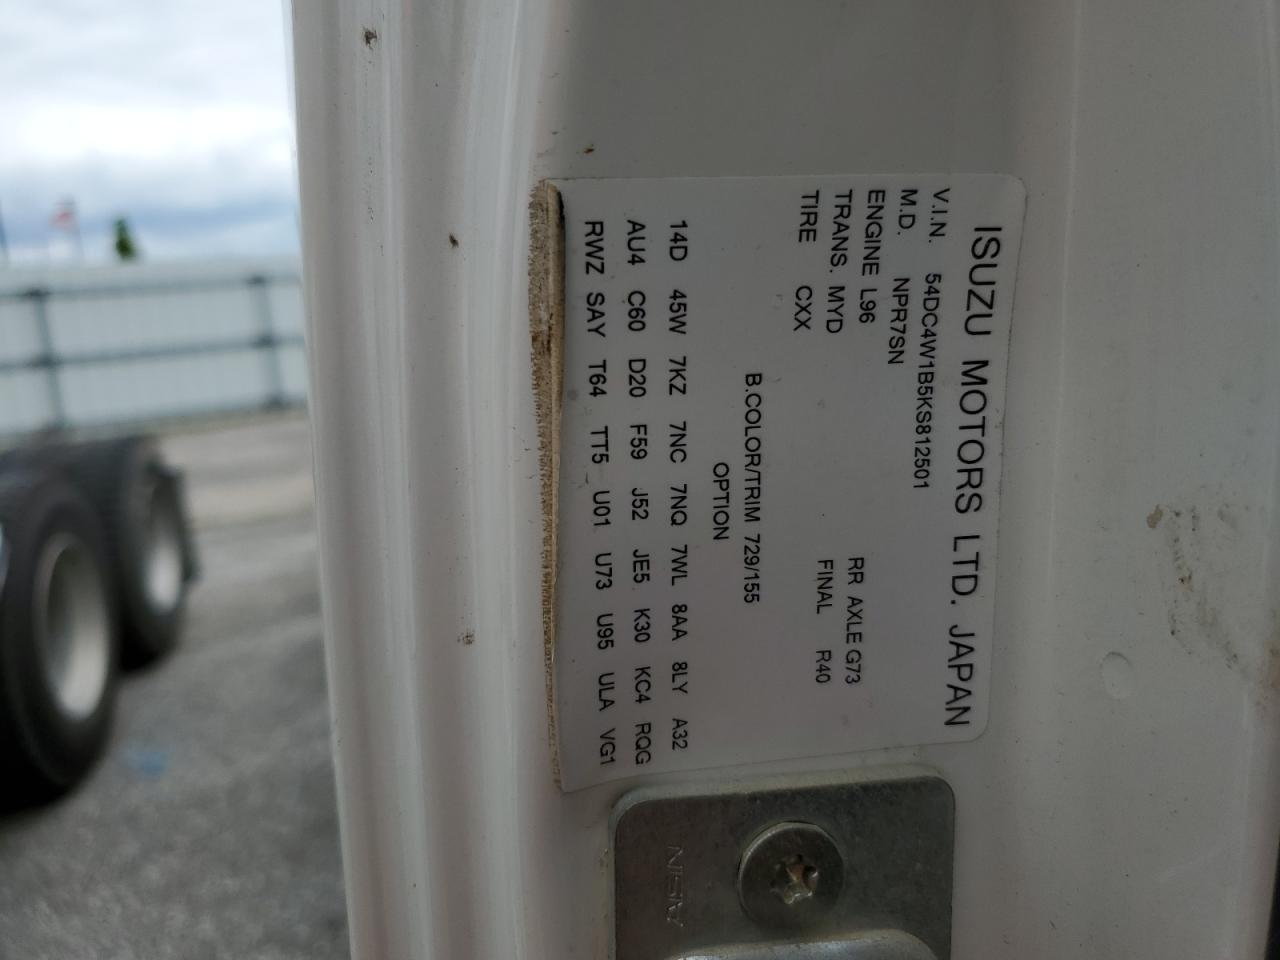 ISUZU MOTORS LTD. JAPAN
V.I.N. 54DC4W1B5KS812501
M.D. NPR7SN
ENGINE L96 RR AXLE G73
TRANS. MYD FINAL R40
TIRE CXX
B.COLOR/TRIM 729/155
OPTION
14D 45W 7KZ 7NC 7NQ 7WL 8AA 8LY A32
AU4 C60 D20 F59 J52 JE5 K30 KC4 RQG
RWZ SAY T64 TT5 U01 U73 U95 ULA VG1
AISIN